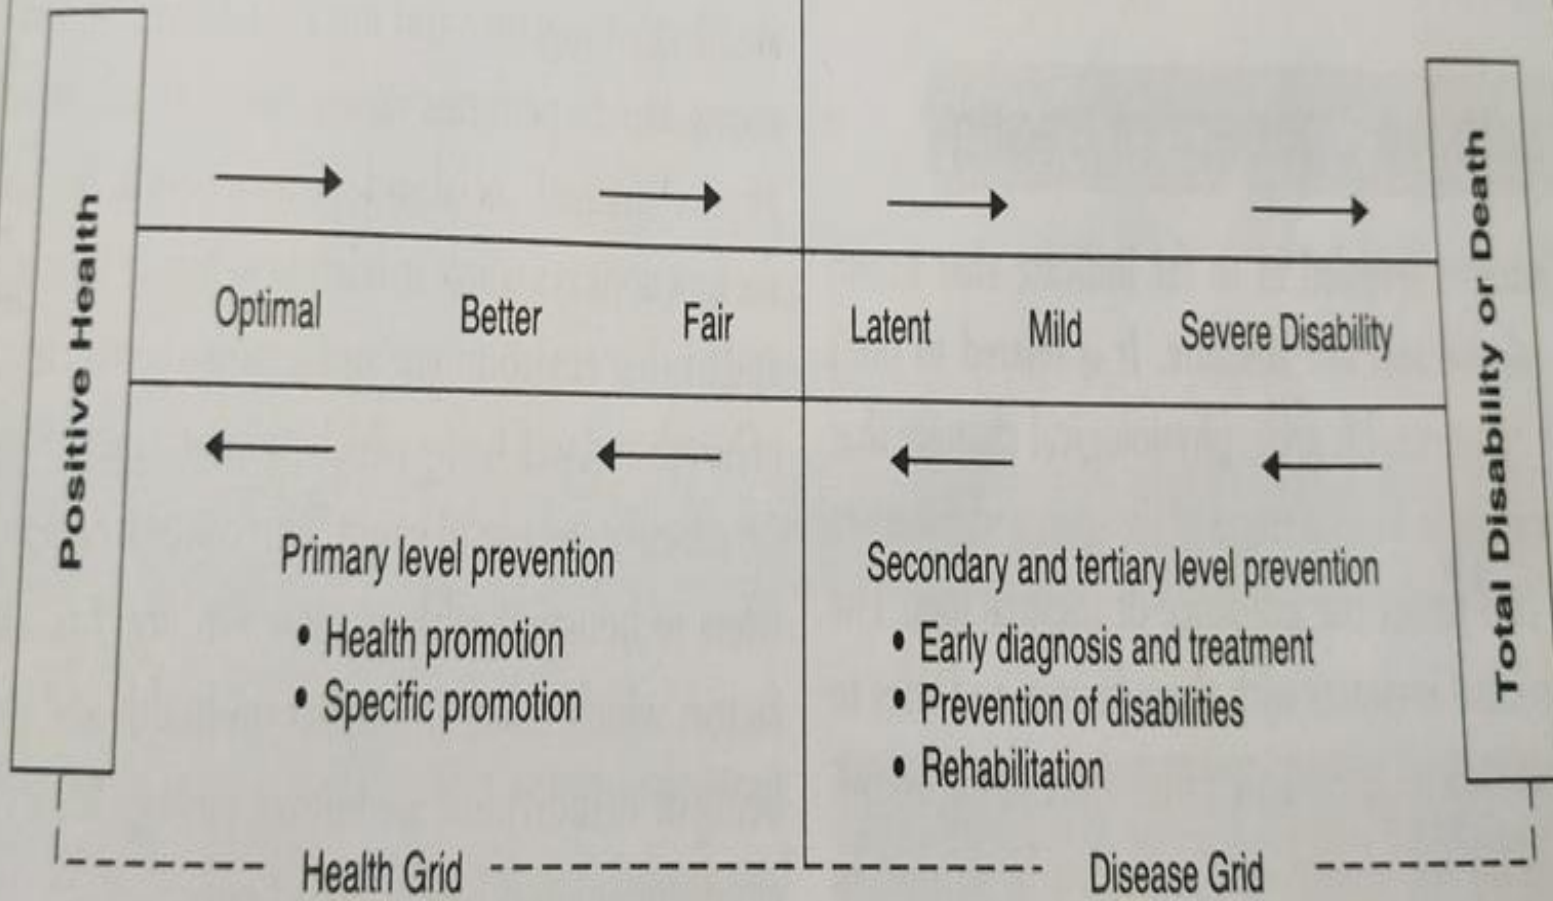 Positive Health
Optimal
Better
Fair
Latent
Mild
Severe Disability
Total Disability or Death
Primary level prevention
• Health promotion
• Specific promotion
Secondary and tertiary level prevention
• Early diagnosis and treatment
• Prevention of disabilities
• Rehabilitation
Health Grid
Disease Grid